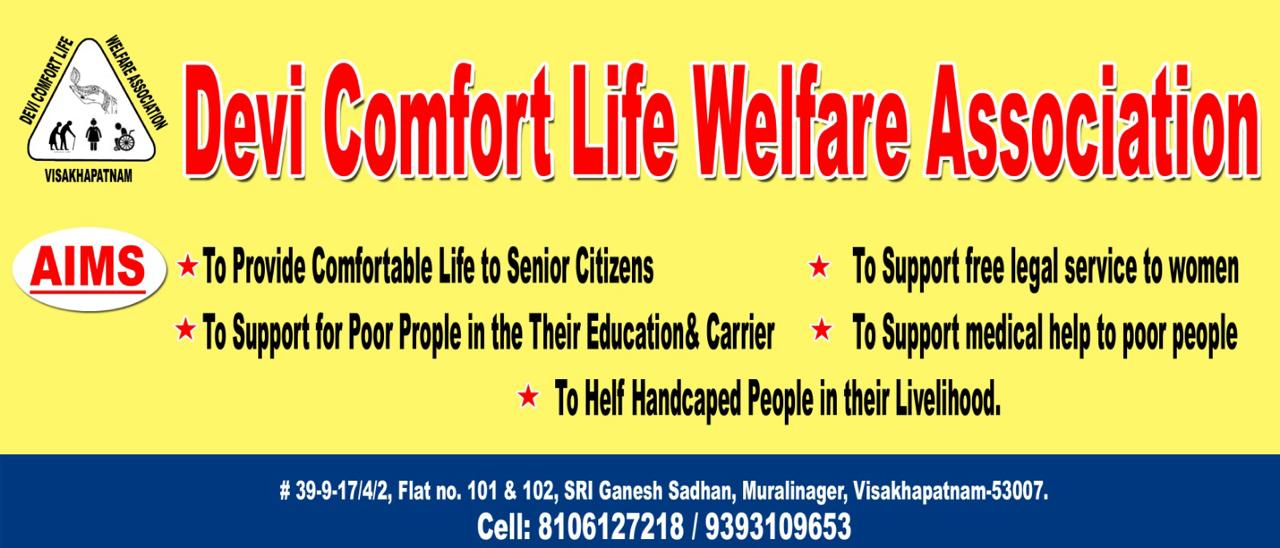 DEVI COMFORT LIFE
WELFARE ASSOCIATION
VISAKHAPATNAM
Devi Comfort Life Welfare Association
AIMS
To Provide Comfortable Life to Senior Citizens
To Support free legal service to women
To Support for Poor Prople in the Their Education& Carrier
To Support medical help to poor people
To Helf Handcaped People in their Livelihood.
# 39-9-17/4/2, Flat no. 101 & 102, SRI Ganesh Sadhan, Muralinager, Visakhapatnam-53007.
Cell: 8106127218 / 9393109653